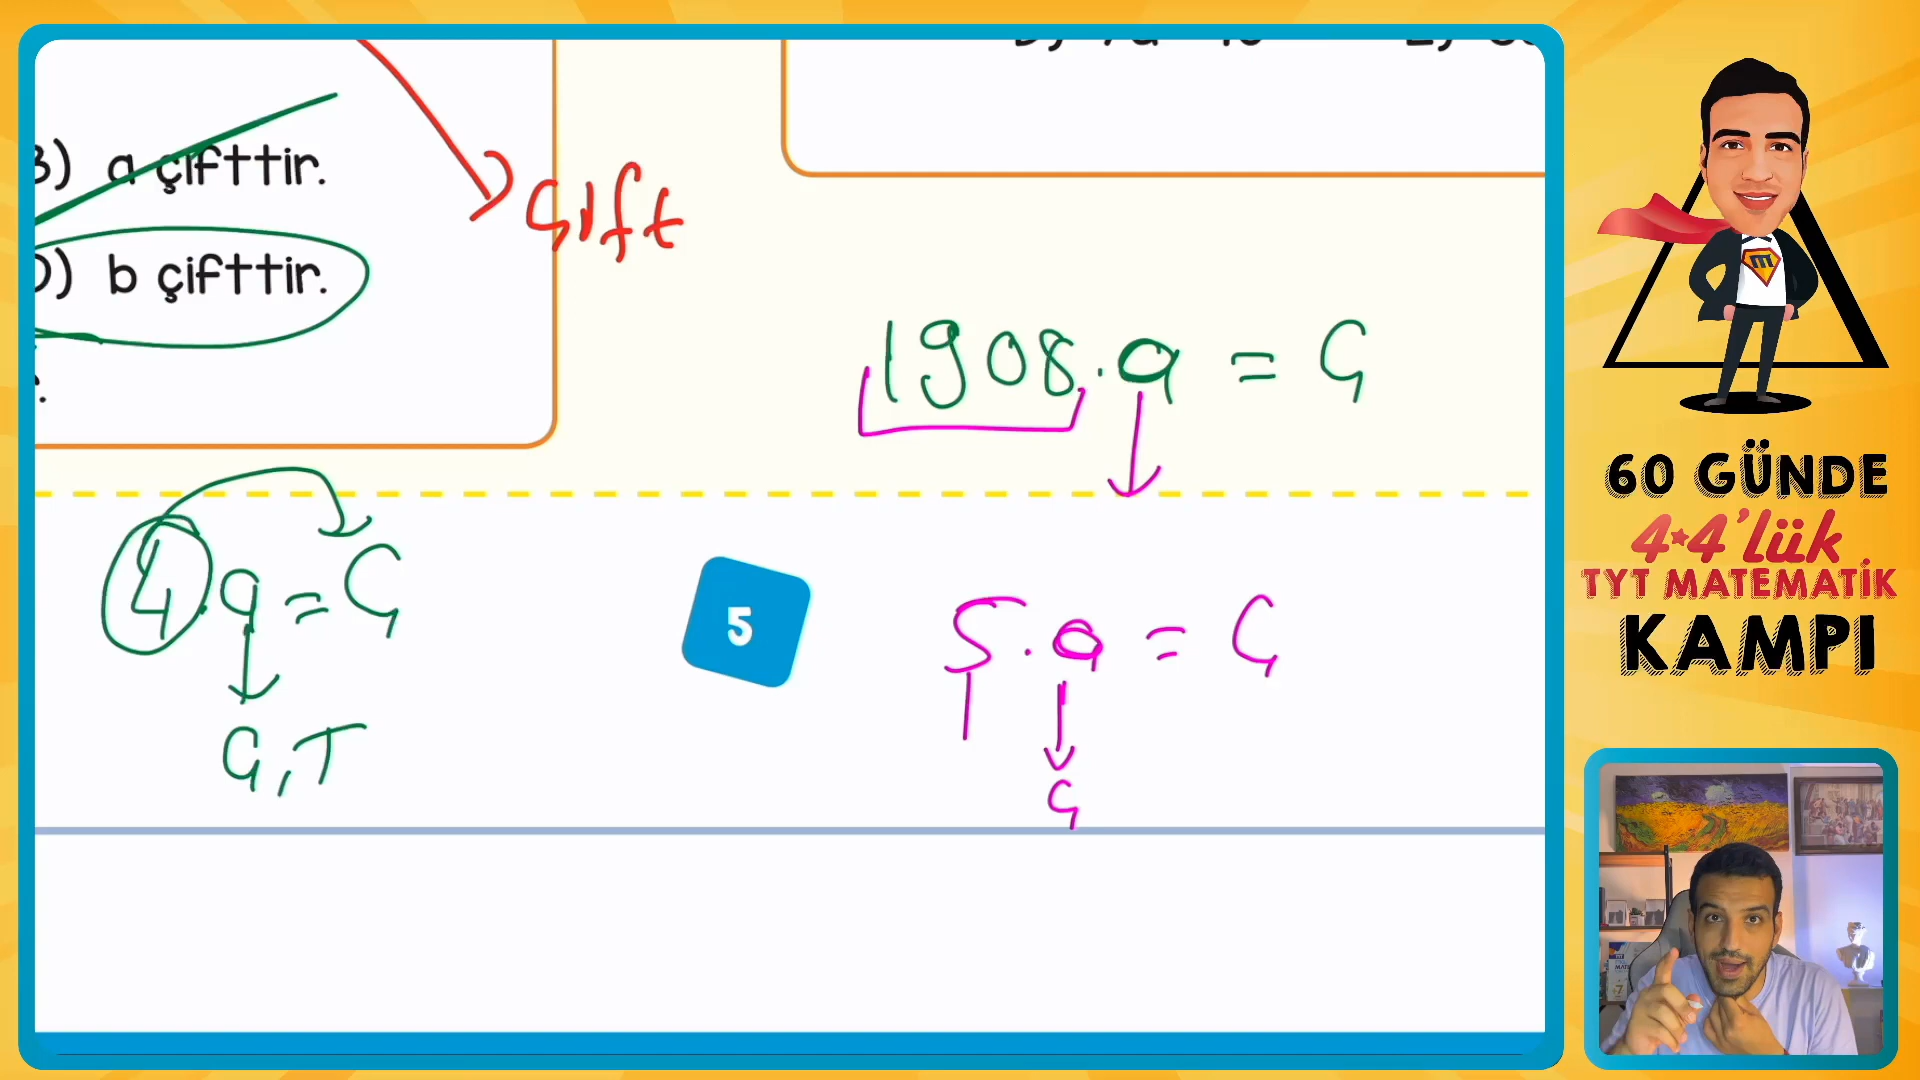 B) a çifttir.
Çift
D) b çifttir.
1908.a = Ç
4.a = Ç
Ç, T
5
5.a = Ç
Ç
60 GÜNDE
4★4'lük
TYT MATEMATİK
KAMPI